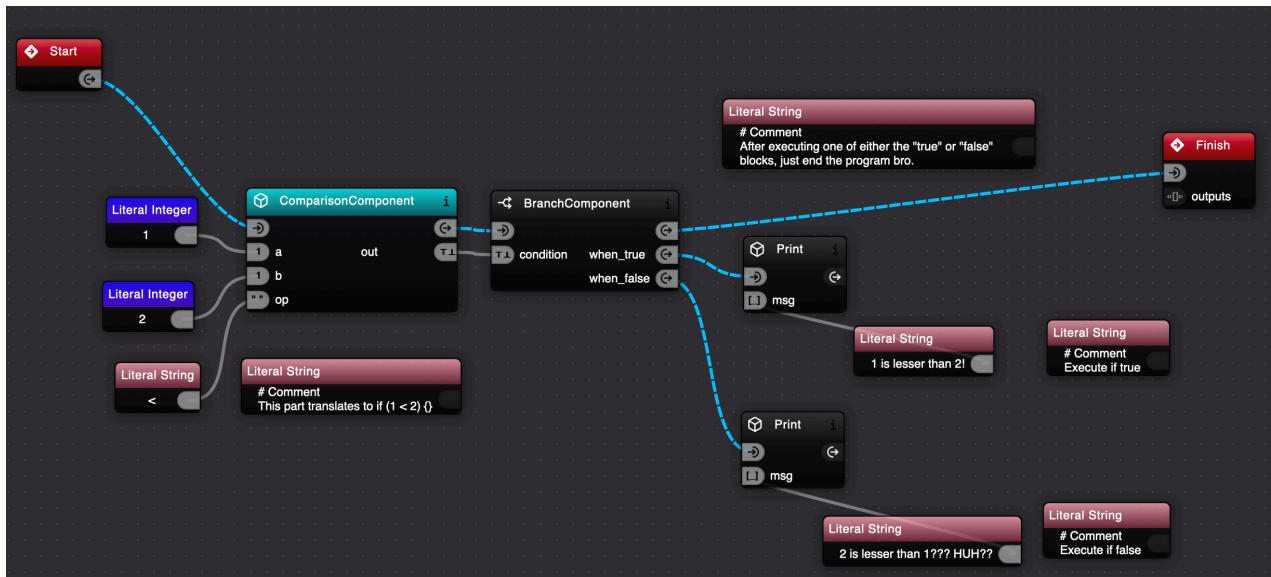 Start
Literal String
# Comment
After executing one of either the "true" or "false"
blocks, just end the program bro.
Finish
outputs
Literal Integer
1
ComparisonComponent i
1 a out T⊥
1 b
" " op
BranchComponent i
T⊥ condition when_true
when_false
Print i
[..] msg
Literal Integer
2
Literal String
<
Literal String
# Comment
This part translates to if (1 < 2) {}
Literal String
1 is lesser than 2!
Literal String
# Comment
Execute if true
Print i
[..] msg
Literal String
2 is lesser than 1??? HUH??
Literal String
# Comment
Execute if false